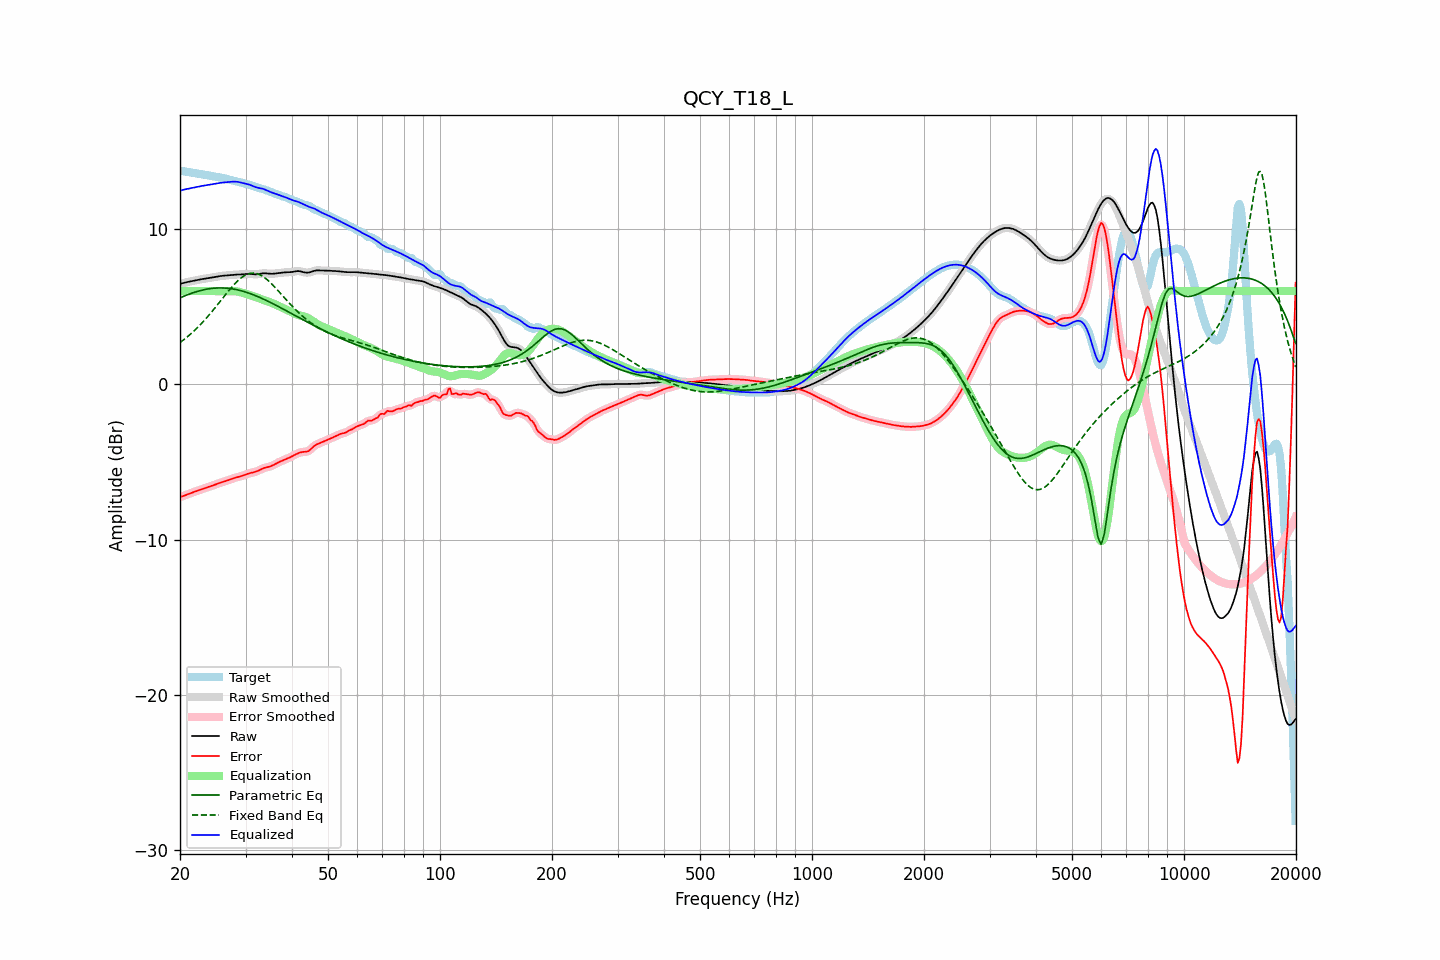 QCY_T18_L
Amplitude (dBr)
10
0
−10
−20
−30
Target
Raw Smoothed
Error Smoothed
Raw
Error
Equalization
Parametric Eq
Fixed Band Eq
Equalized
20 50 100 200 500 1000 2000 5000 10000 20000
Frequency (Hz)